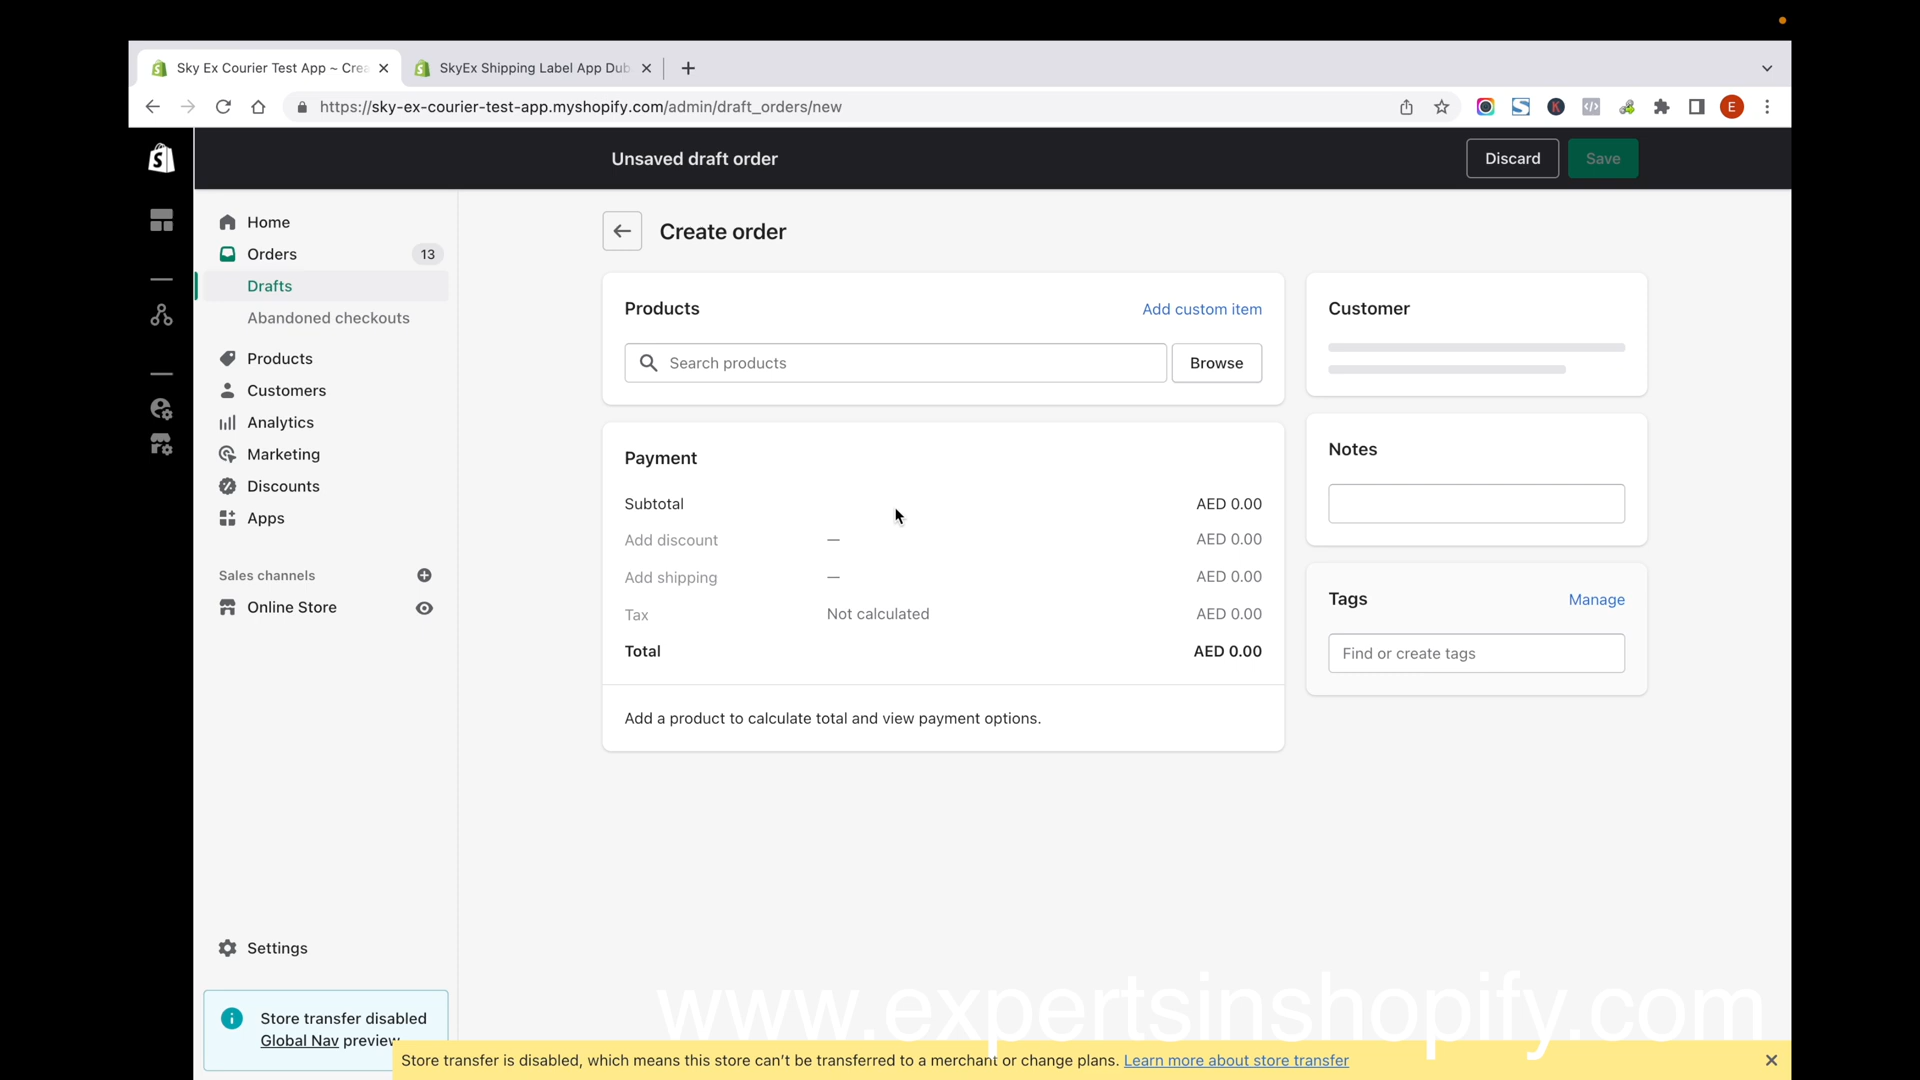 Sky Ex Courier Test App ~ Crea
SkyEx Shipping Label App Dub
https://sky-ex-courier-test-app.myshopify.com/admin/draft_orders/new
E
Unsaved draft order
Discard
Save
Home
Orders
13
Drafts
Abandoned checkouts
Products
Customers
Analytics
Marketing
Discounts
Apps
Sales channels
Online Store
Settings
Store transfer disabled
Global Nav preview
Create order
Products
Add custom item
Search products
Browse
Payment
Subtotal
AED 0.00
Add discount
—
AED 0.00
Add shipping
—
AED 0.00
Tax
Not calculated
AED 0.00
Total
AED 0.00
Add a product to calculate total and view payment options.
Customer
Notes
Tags
Manage
Find or create tags
www.expertsinshopify.com
Store transfer is disabled, which means this store can't be transferred to a merchant or change plans. Learn more about store transfer